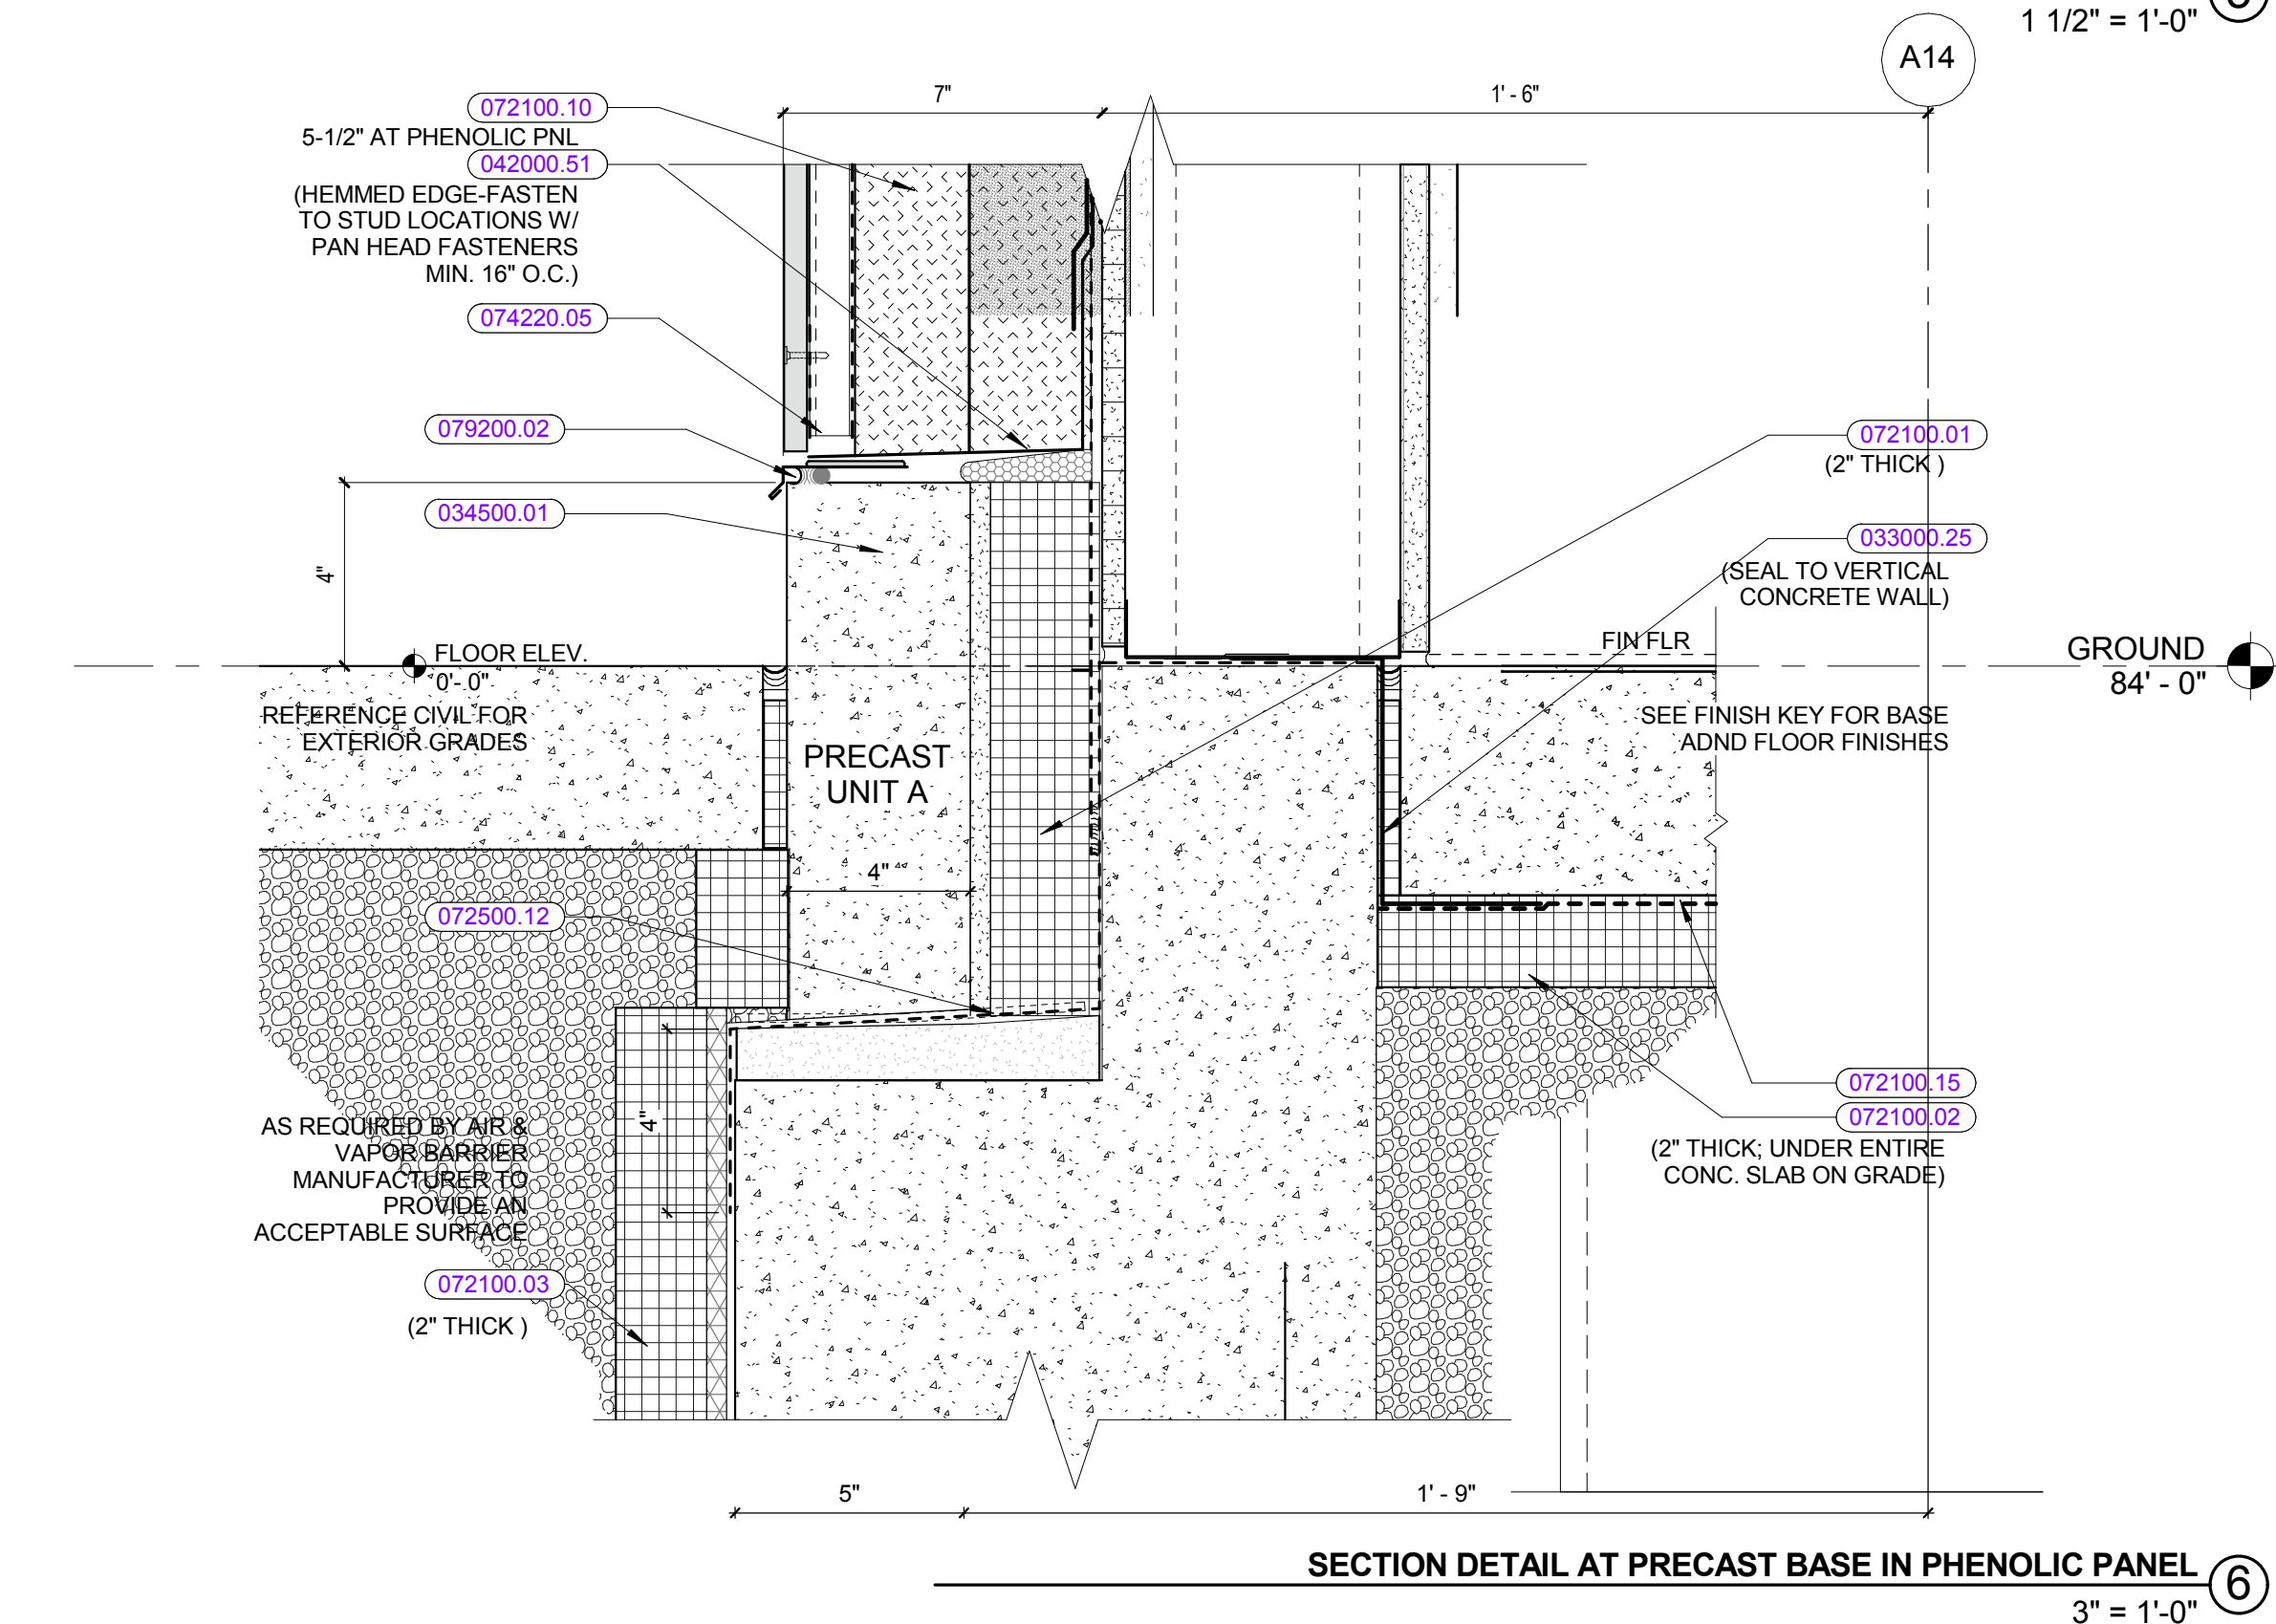 1 1/2" = 1'-0"
A14
7"
1' - 6"
072100.10
5-1/2" AT PHENOLIC PNL
042000.51
(HEMMED EDGE-FASTEN
TO STUD LOCATIONS W/
PAN HEAD FASTENERS
MIN. 16" O.C.)
074220.05
079200.02
034500.01
4"
072100.01
(2" THICK )
033000.25
(SEAL TO VERTICAL
CONCRETE WALL)
FIN FLR
GROUND
84' - 0"
FLOOR ELEV.
0'- 0"
REFERENCE CIVIL FOR
EXTERIOR GRADES
SEE FINISH KEY FOR BASE
ADND FLOOR FINISHES
PRECAST
UNIT A
4"
072500.12
072100.15
072100.02
(2" THICK; UNDER ENTIRE
CONC. SLAB ON GRADE)
4"
AS REQUIRED BY AIR &
VAPOR BARRIER
MANUFACTURER TO
PROVIDE AN
ACCEPTABLE SURFACE
072100.03
(2" THICK )
5"
1' - 9"
SECTION DETAIL AT PRECAST BASE IN PHENOLIC PANEL
6
3" = 1'-0"